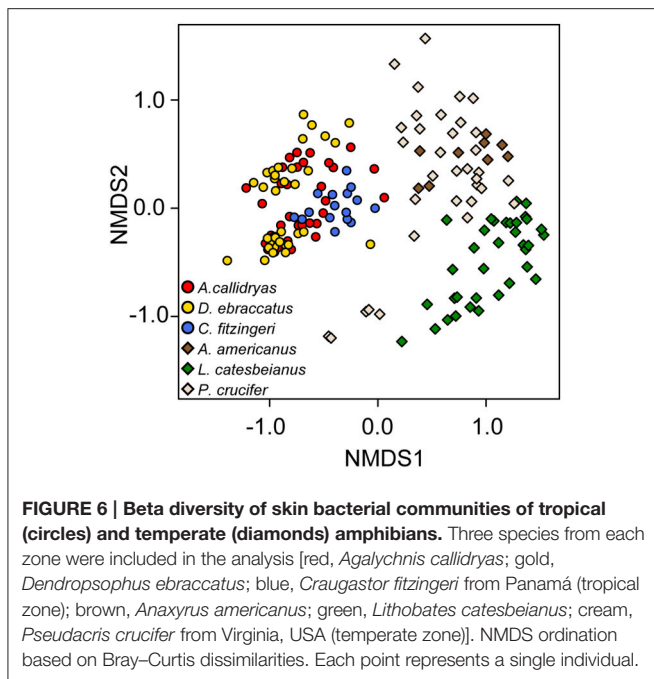 1.0
0.0
-1.0
NMDS2
A.callidryas
D. ebraccatus
C. fitzingeri
A. americanus
L. catesbeianus
P. crucifer
-1.0 0.0 1.0
NMDS1
FIGURE 6 | Beta diversity of skin bacterial communities of tropical
(circles) and temperate (diamonds) amphibians. Three species from each
zone were included in the analysis [red, Agalychnis callidryas; gold,
Dendropsophus ebraccatus; blue, Craugastor fitzingeri from Panamá (tropical
zone); brown, Anaxyrus americanus; green, Lithobates catesbeianus; cream,
Pseudacris crucifer from Virginia, USA (temperate zone)]. NMDS ordination
based on Bray–Curtis dissimilarities. Each point represents a single individual.